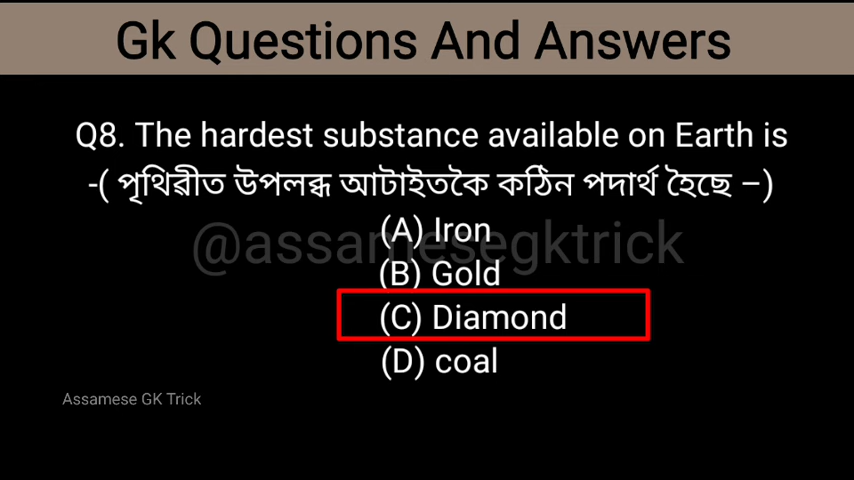 Gk Questions And Answers
Q8. The hardest substance available on Earth is
-( পৃথিৱীত উপলব্ধ আটাইতকৈ কঠিন পদাৰ্থ হৈছে –)
(A) Iron
@assamesegktrick
(B) Gold
(C) Diamond
(D) coal
Assamese GK Trick